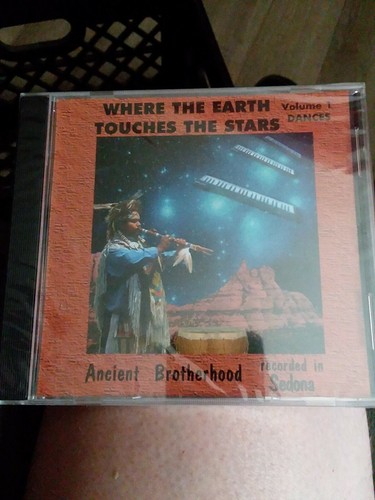 WHERE THE EARTH
TOUCHES THE STARS
Volume 1
DANCES
Ancient Brotherhood
recorded in
Sedona